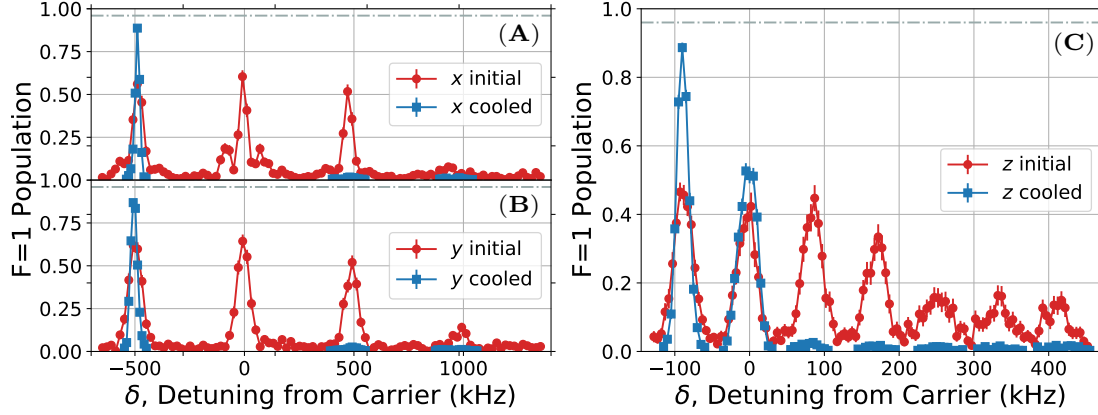 1.00
0.75
0.50
0.25
1.00
0.75
0.50
0.25
0.00
F=1 Population
(A)
x initial
x cooled
(B)
y initial
y cooled
−500
0
500
1000
δ, Detuning from Carrier (kHz)
1.0
0.8
0.6
0.4
0.2
0.0
F=1 Population
(C)
z initial
z cooled
−100
0
100
200
300
400
δ, Detuning from Carrier (kHz)